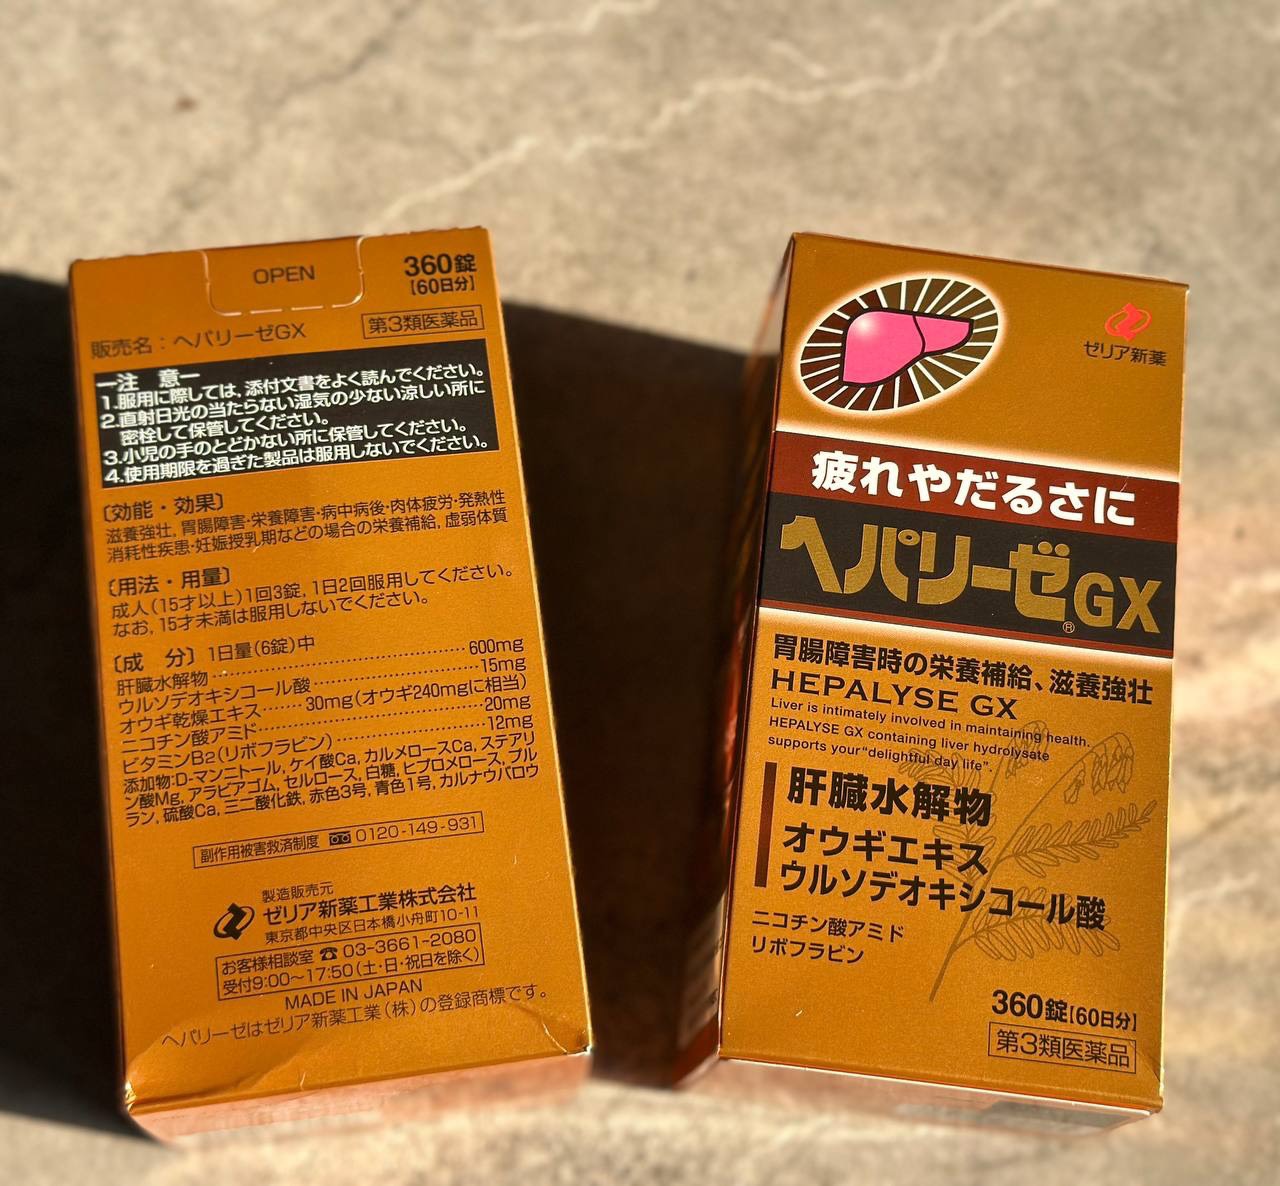 OPEN
360錠
[60日分]
販売名：ヘパリーゼGX
第3類医薬品
ー注 意ー
1.服用に際しては、添付文書をよく読んでください。
2.直射日光の当たらない湿気の少ない涼しい所に
密栓して保管してください。
3.小児の手のとどかない所に保管してください。
4.使用期限を過ぎた製品は服用しないでください。
〔効能・効果〕
滋養強壮, 胃腸障害・栄養障害・病中病後・肉体疲労・発熱性
消耗性疾患・妊娠授乳期などの場合の栄養補給, 虚弱体質
〔用法・用量〕
成人(15才以上)1回3錠, 1日2回服用してください。
なお, 15才未満は服用しないでください。
〔成 分〕1日量(6錠)中
肝臓水解物……………………………600mg
ウルソデオキシコール酸……………………15mg
オウギ乾燥エキス……30mg(オウギ240mgに相当)
ニコチン酸アミド…………………………20mg
ビタミンB2(リボフラビン)…………………12mg
添加物:D-マンニトール, ケイ酸Ca, カルメロースCa, ステアリ
ン酸Mg, アラビアゴム, セルロース, 白糖, ヒプロメロース, プル
ラン, 硫酸Ca, 三二酸化鉄, 赤色3号, 青色1号, カルナウバロウ
副作用被害救済制度 0120-149-931
製造販売元
ゼリア新薬工業株式会社
東京都中央区日本橋小舟町10-11
お客様相談室 ☎ 03-3661-2080
受付9:00〜17:50(土・日・祝日を除く)
MADE IN JAPAN
ヘパリーゼはゼリア新薬工業(株)の登録商標です。
ゼリア新薬
疲れやだるさに
ヘパリーゼ®GX
胃腸障害時の栄養補給、滋養強壮
HEPALYSE GX
Liver is intimately involved in maintaining health.
HEPALYSE GX containing liver hydrolysate
supports your "delightful day life".
肝臓水解物
オウギエキス
ウルソデオキシコール酸
ニコチン酸アミド
リボフラビン
360錠[60日分]
第3類医薬品